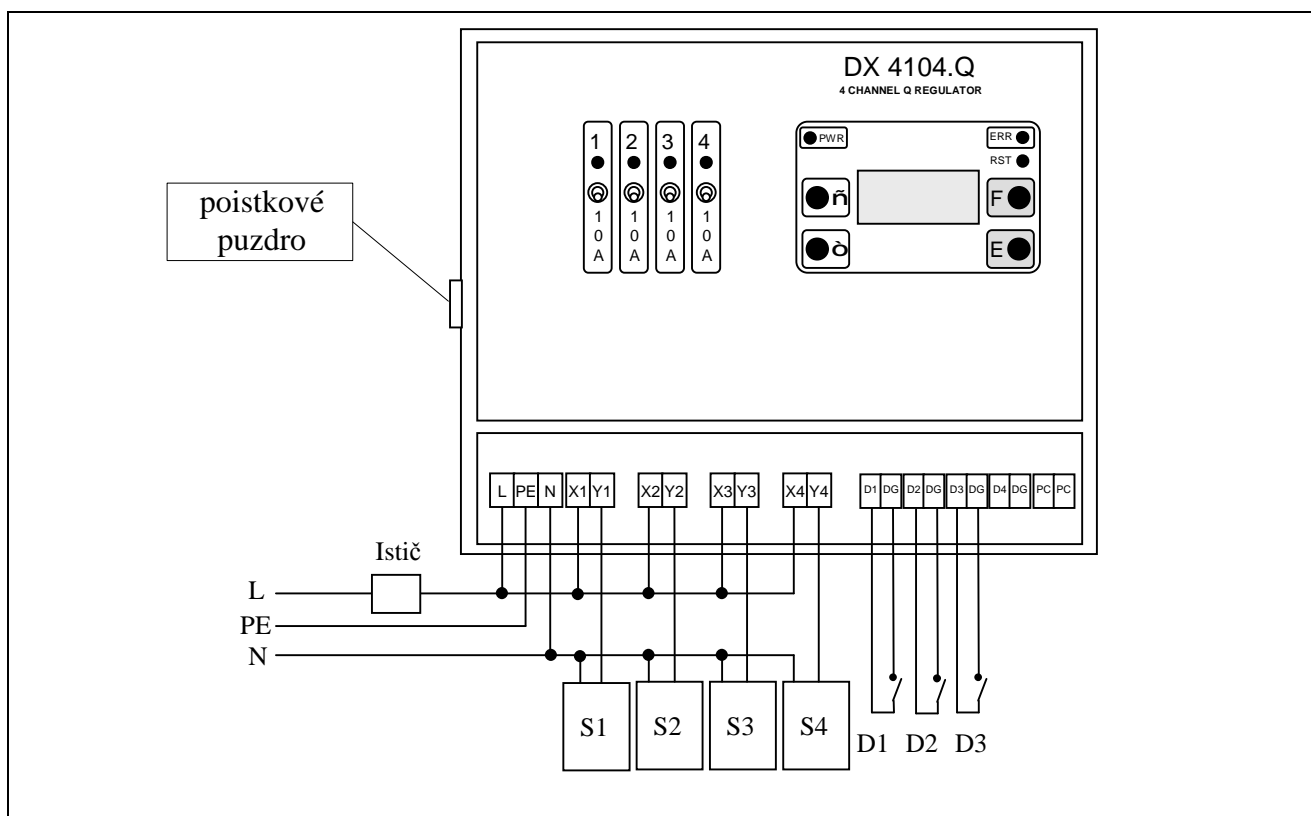 DX 4104.Q
4 CHANNEL Q REGULATOR
1 2 3 4
10A 10A 10A 10A
PWR
ERR
RST
ñ
F
ò
E
poistkové
puzdro
L PE N X1 Y1 X2 Y2 X3 Y3 X4 Y4 D1 DG D2 DG D3 DG D4 DG PC PC
Istič
L
PE
N
S1 S2 S3 S4 D1 D2 D3